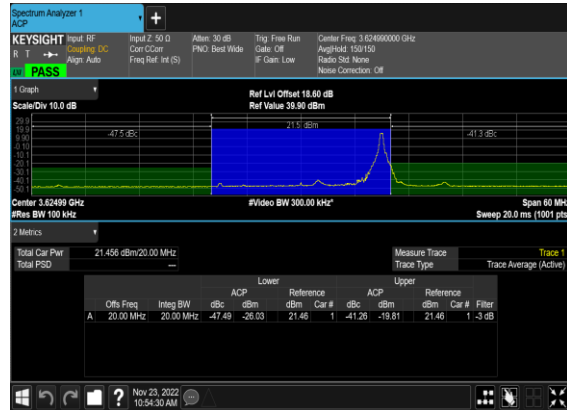 Spectrum Analyzer 1
ACP
+
KEYSIGHT
R T
LW PASS
Input: RF
Coupling: DC
Align: Auto
Input Z: 50 Ω
Corr CCorr
Freq Ref: Int (S)
Atten: 30 dB
PNO: Best Wide
Trig: Free Run
Gate: Off
IF Gain: Low
Center Freq: 3.624990000 GHz
Avg|Hold: 150/150
Radio Std: None
Noise Correction: Off
1 Graph
Scale/Div 10.0 dB
Ref Lvl Offset 18.60 dB
Ref Value 39.90 dBm
29.9
19.9
9.90
-0.10
-10.1
-20.1
-30.1
-40.1
-50.1
-47.5 dBc
21.5 dBm
-41.3 dBc
Center 3.62499 GHz
#Res BW 100 kHz
#Video BW 300.00 kHz*
Span 60 MHz
Sweep 20.0 ms (1001 pts
2 Metrics
Total Car Pwr 21.456 dBm/20.00 MHz
Total PSD ---
Measure Trace Trace 1
Trace Type Trace Average (Active)
Lower Upper
ACP Reference ACP Reference
Offs Freq Integ BW dBc dBm dBm Car # dBc dBm dBm Car # Filter
A 20.00 MHz 20.00 MHz -47.49 -26.03 21.46 1 -41.26 -19.81 21.46 1 -3 dB
?
Nov 23, 2022
10:54:30 AM